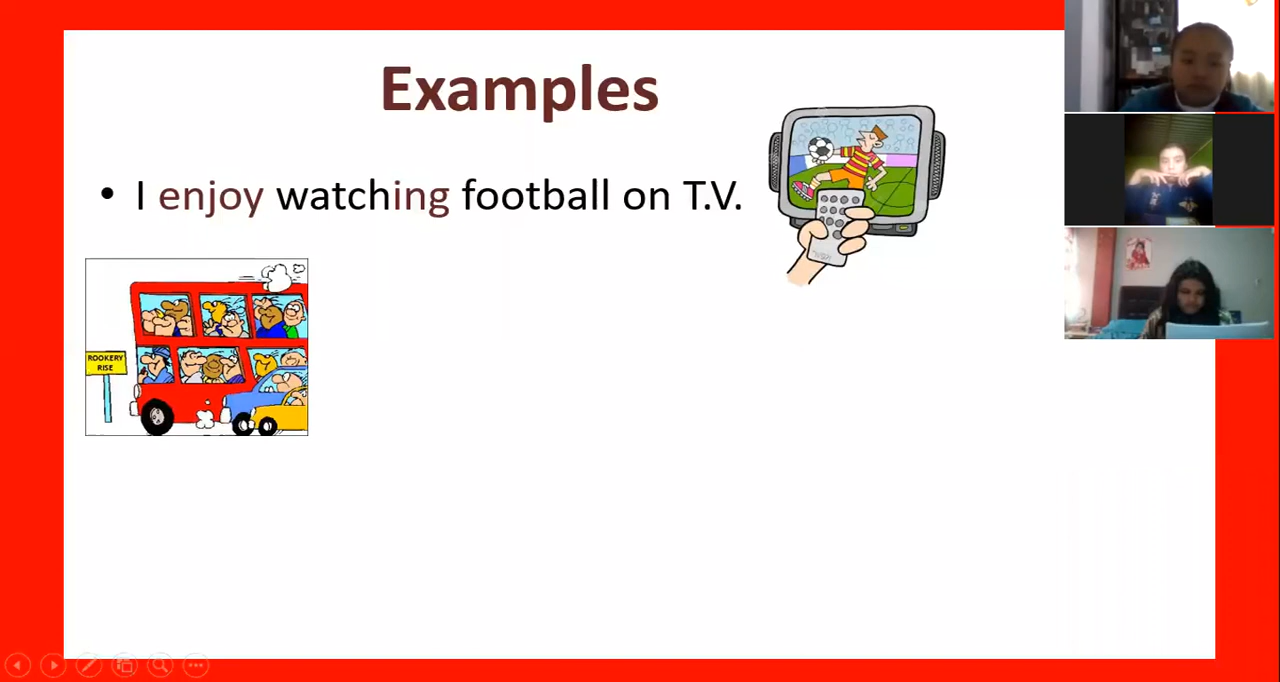 Examples
• I enjoy watching football on T.V.
ROOKERY
RISE